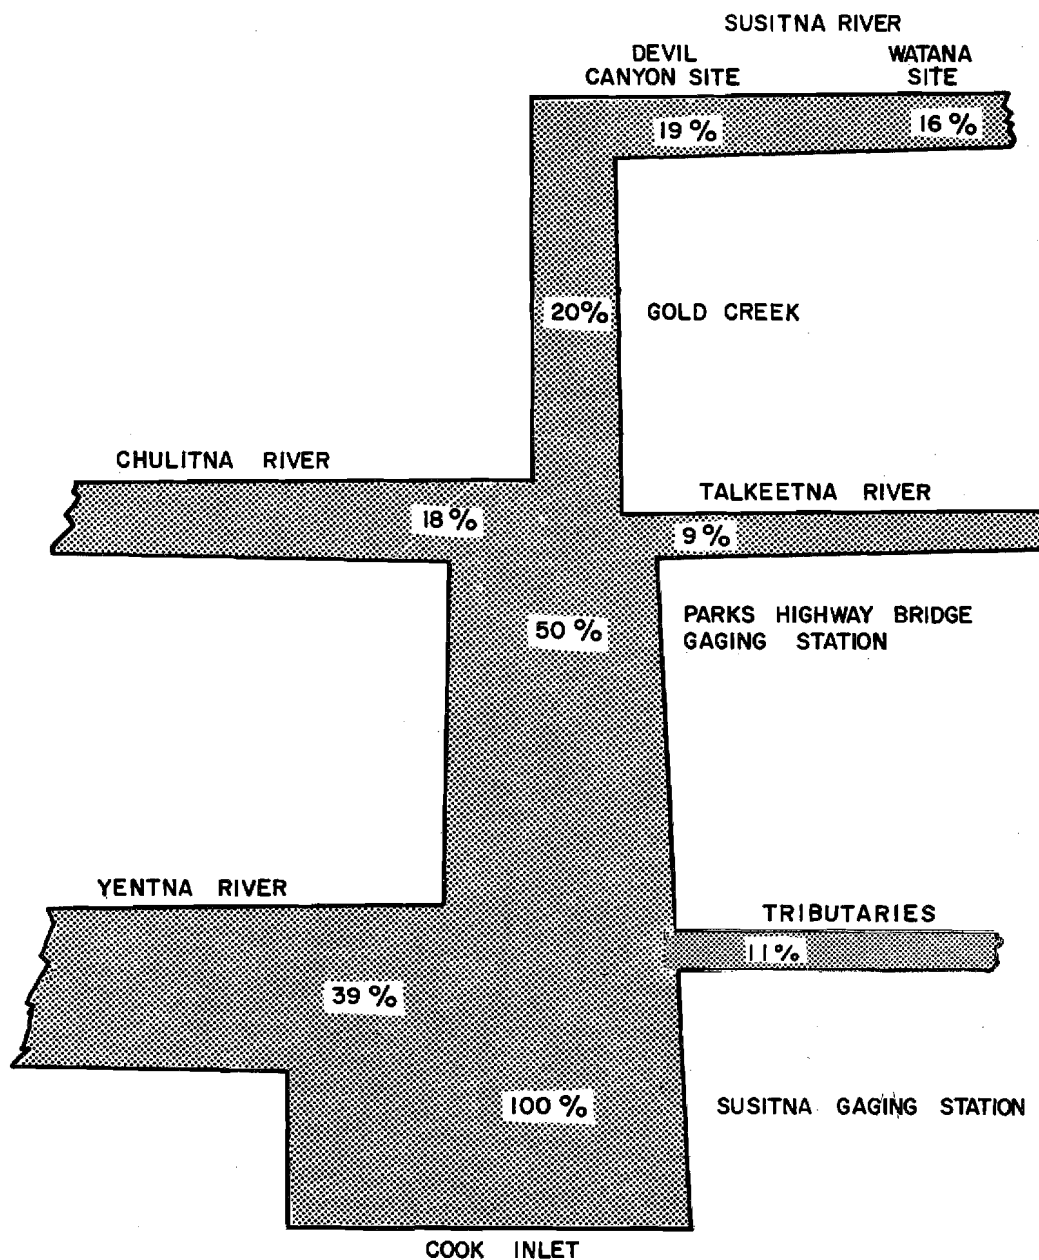 SUSITNA RIVER
DEVIL
CANYON SITE
WATANA
SITE
19%
16%
20%
GOLD CREEK
CHULITNA RIVER
TALKEETNA RIVER
18%
9%
50%
PARKS HIGHWAY BRIDGE
GAGING STATION
YENTNA RIVER
TRIBUTARIES
11%
39%
100%
SUSITNA GAGING STATION
COOK INLET